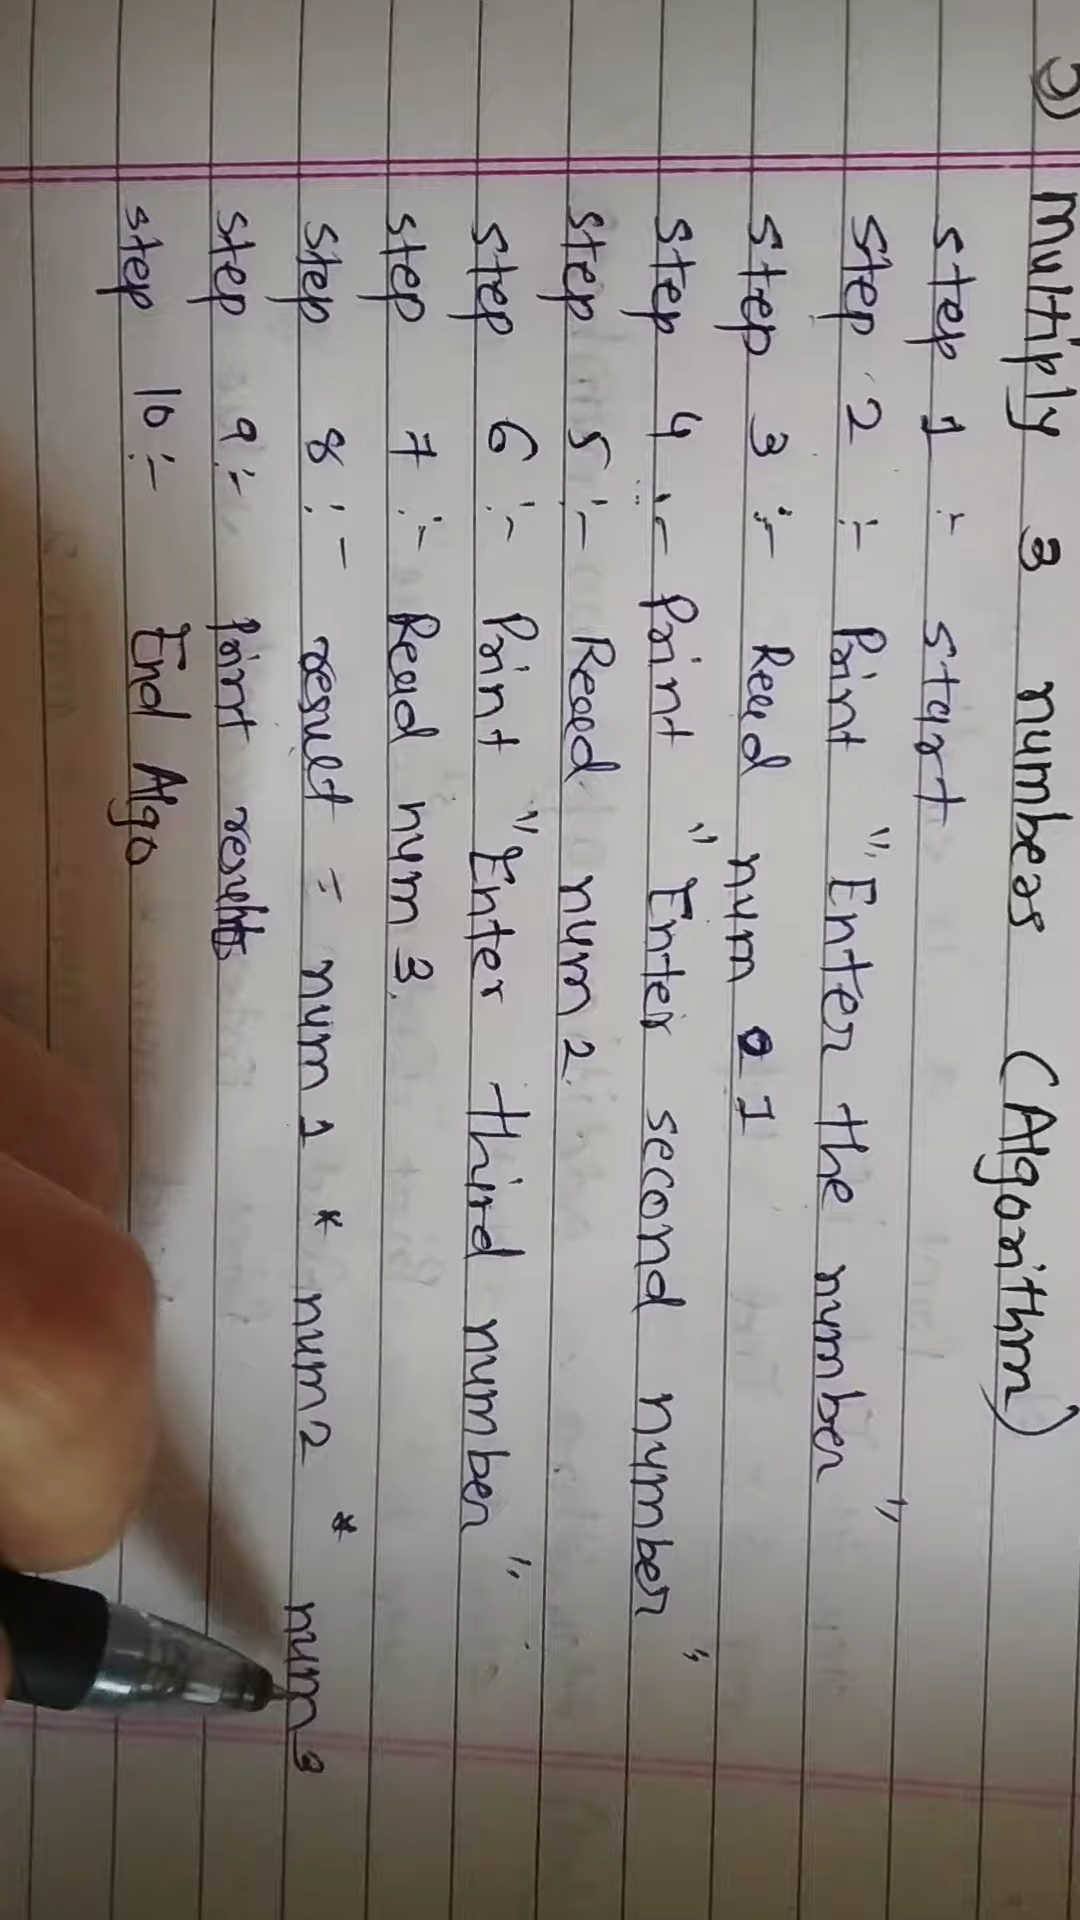 3) multiply 3 numbers (Algorithm)
step 1 :- start
step 2 :- Print "Enter the number"
step 3 :- Read num 1
step 4 :- Print "Enter second number"
step 5 :- Read num 2
step 6 :- Print "Enter third number"
step 7 :- Read num 3
step 8 :- result = num 1 * num 2 * num 3
step 9 :- Print results
step 10 :- End Algo